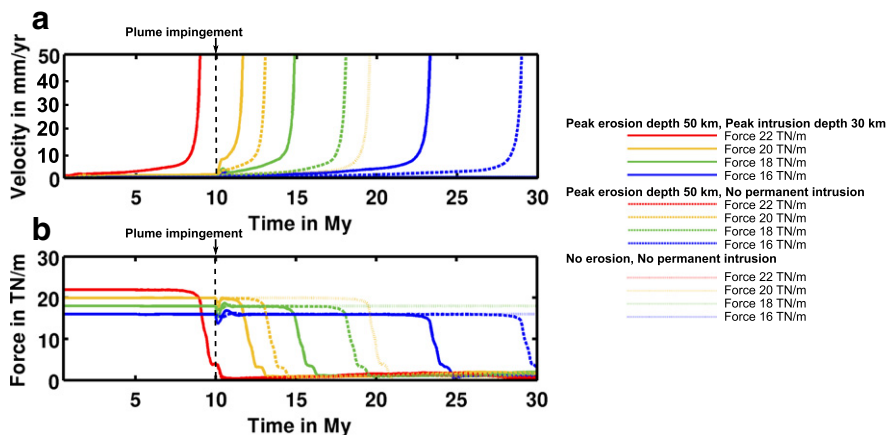 a
Plume impingement
Velocity in mm/yr
50
40
30
20
10
0
5 10 15 20 25 30
Time in My
b
Plume impingement
Force in TN/m
30
20
10
0
5 10 15 20 25 30
Time in My
Peak erosion depth 50 km, Peak intrusion depth 30 km
Force 22 TN/m
Force 20 TN/m
Force 18 TN/m
Force 16 TN/m
Peak erosion depth 50 km, No permanent intrusion
Force 22 TN/m
Force 20 TN/m
Force 18 TN/m
Force 16 TN/m
No erosion, No permanent intrusion
Force 22 TN/m
Force 20 TN/m
Force 18 TN/m
Force 16 TN/m